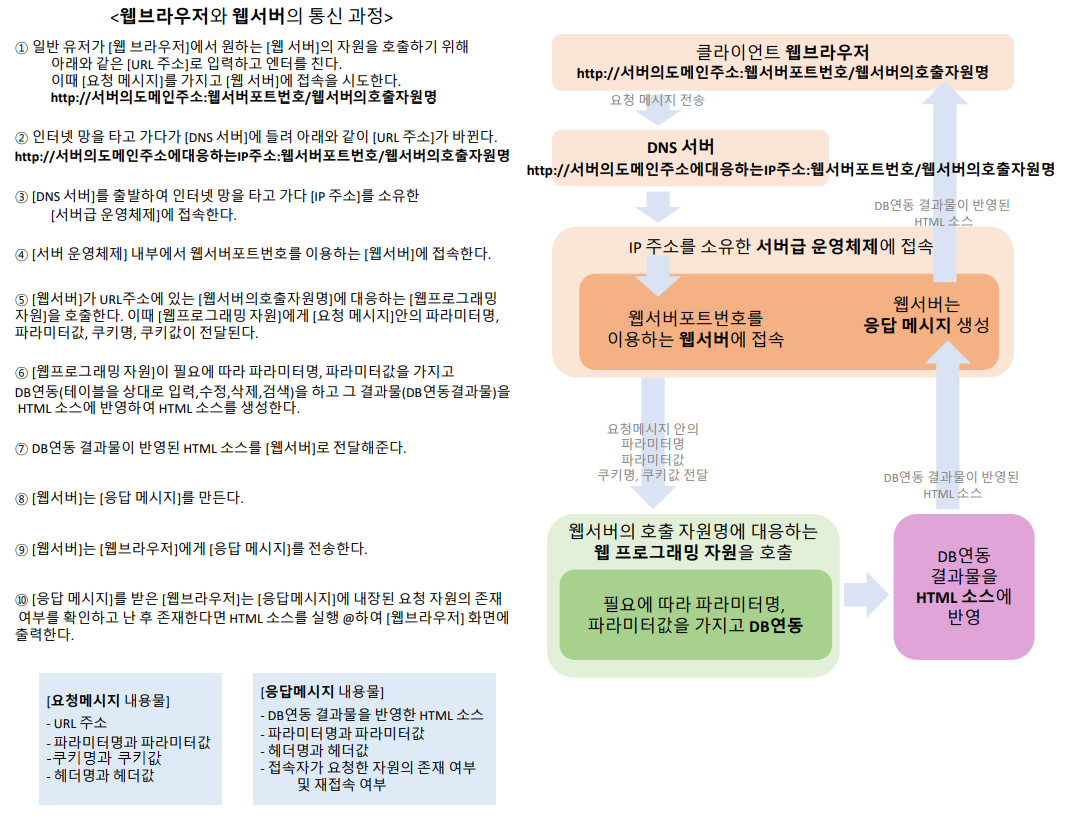 <웹브라우저와 웹서버의 통신 과정>
① 일반 유저가 [웹 브라우저]에서 원하는 [웹 서버]의 자원을 호출하기 위해
아래와 같은 [URL 주소]로 입력하고 엔터를 친다.
이때 [요청 메시지]를 가지고 [웹 서버]에 접속을 시도한다.
http://서버의도메인주소:웹서버포트번호/웹서버의호출자원명
② 인터넷 망을 타고 가다가 [DNS 서버]에 들려 아래와 같이 [URL 주소]가 바뀐다.
http://서버의도메인주소에대응하는IP주소:웹서버포트번호/웹서버의호출자원명
③ [DNS 서버]를 출발하여 인터넷 망을 타고 가다 [IP 주소]를 소유한
[서버급 운영체제]에 접속한다.
④ [서버 운영체제] 내부에서 웹서버포트번호를 이용하는 [웹서버]에 접속한다.
⑤ [웹서버]가 URL주소에 있는 [웹서버의호출자원명]에 대응하는 [웹프로그래밍
자원]을 호출한다. 이때 [웹프로그래밍 자원]에게 [요청 메시지]안의 파라미터명,
파라미터값, 쿠키명, 쿠키값이 전달된다.
⑥ [웹프로그래밍 자원]이 필요에 따라 파라미터명, 파라미터값을 가지고
DB연동(테이블을 상대로 입력,수정,삭제,검색)을 하고 그 결과물(DB연동결과물)을
HTML 소스에 반영하여 HTML 소스를 생성한다.
⑦ DB연동 결과물이 반영된 HTML 소스를 [웹서버]로 전달해준다.
⑧ [웹서버]는 [응답 메시지]를 만든다.
⑨ [웹서버]는 [웹브라우저]에게 [응답 메시지]를 전송한다.
⑩ [응답 메시지]를 받은 [웹브라우저]는 [응답메시지]에 내장된 요청 자원의 존재
여부를 확인하고 난 후 존재한다면 HTML 소스를 실행 @하여 [웹브라우저] 화면에
출력한다.
[요청메시지 내용물]
- URL 주소
- 파라미터명과 파라미터값
-쿠키명과 쿠키값
- 헤더명과 헤더값
[응답메시지 내용물]
- DB연동 결과물을 반영한 HTML 소스
- 파라미터명과 파라미터값
- 헤더명과 헤더값
- 접속자가 요청한 자원의 존재 여부
및 재접속 여부
클라이언트 웹브라우저
http://서버의도메인주소:웹서버포트번호/웹서버의호출자원명
요청 메시지 전송
DNS 서버
http://서버의도메인주소에대응하는IP주소:웹서버포트번호/웹서버의호출자원명
DB연동 결과물이 반영된
HTML 소스
IP 주소를 소유한 서버급 운영체제에 접속
웹서버포트번호를
이용하는 웹서버에 접속
웹서버는
응답 메시지 생성
요청메시지 안의
파라미터명
파라미터값
쿠키명, 쿠키값 전달
DB연동 결과물이 반영된
HTML 소스
웹서버의 호출 자원명에 대응하는
웹 프로그래밍 자원을 호출
필요에 따라 파라미터명,
파라미터값을 가지고 DB연동
DB연동
결과물을
HTML 소스에
반영